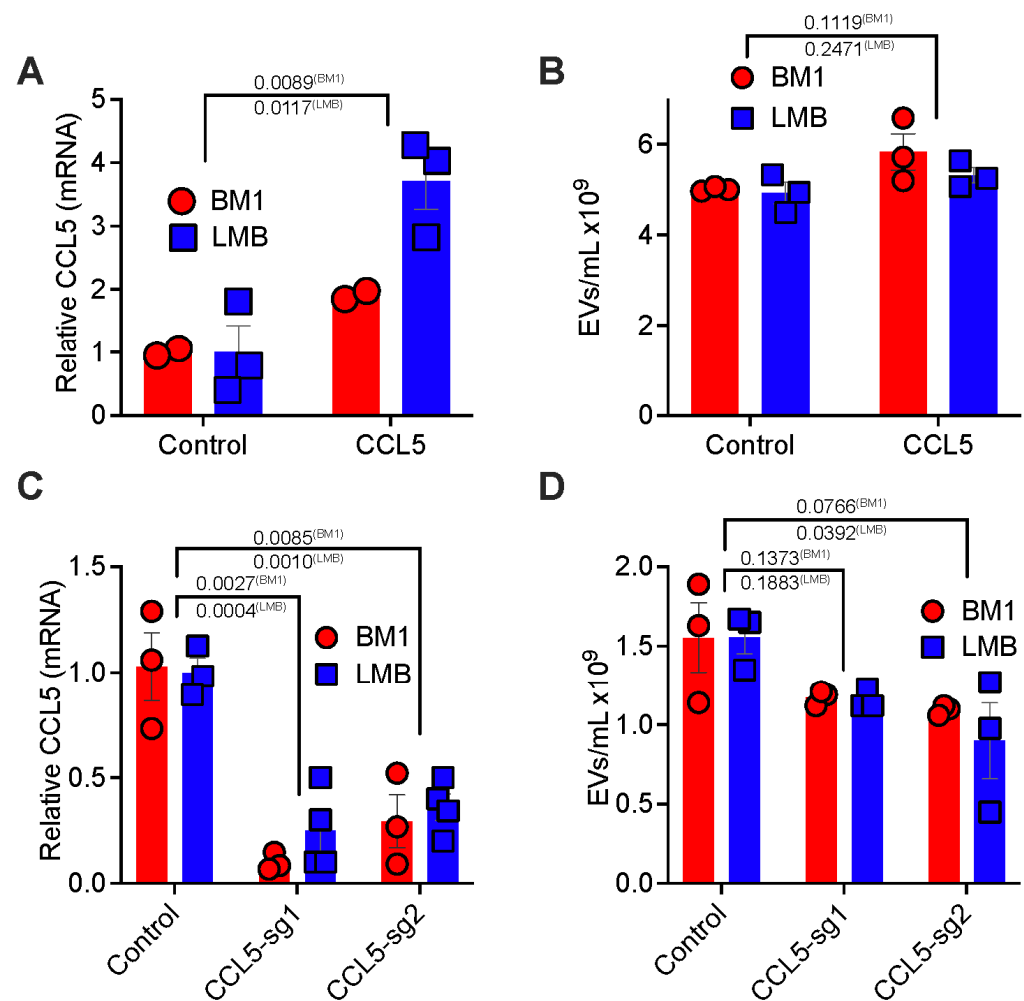 A
0.0089(BM1)
0.0117(LMB)
Relative CCL5 (mRNA)
5
4
3
2
1
0
BM1
LMB
Control
CCL5
B
0.1119(BM1)
0.2471(LMB)
BM1
LMB
EVs/mL x10⁹
6
4
2
0
Control
CCL5
C
0.0085(BM1)
0.0010(LMB)
0.0027(BM1)
0.0004(LMB)
Relative CCL5 (mRNA)
1.5
1.0
0.5
0.0
BM1
LMB
Control
CCL5-sg1
CCL5-sg2
D
0.0766(BM1)
0.0392(LMB)
0.1373(BM1)
0.1883(LMB)
EVs/mL x10⁹
2.0
1.5
1.0
0.5
0.0
BM1
LMB
Control
CCL5-sg1
CCL5-sg2